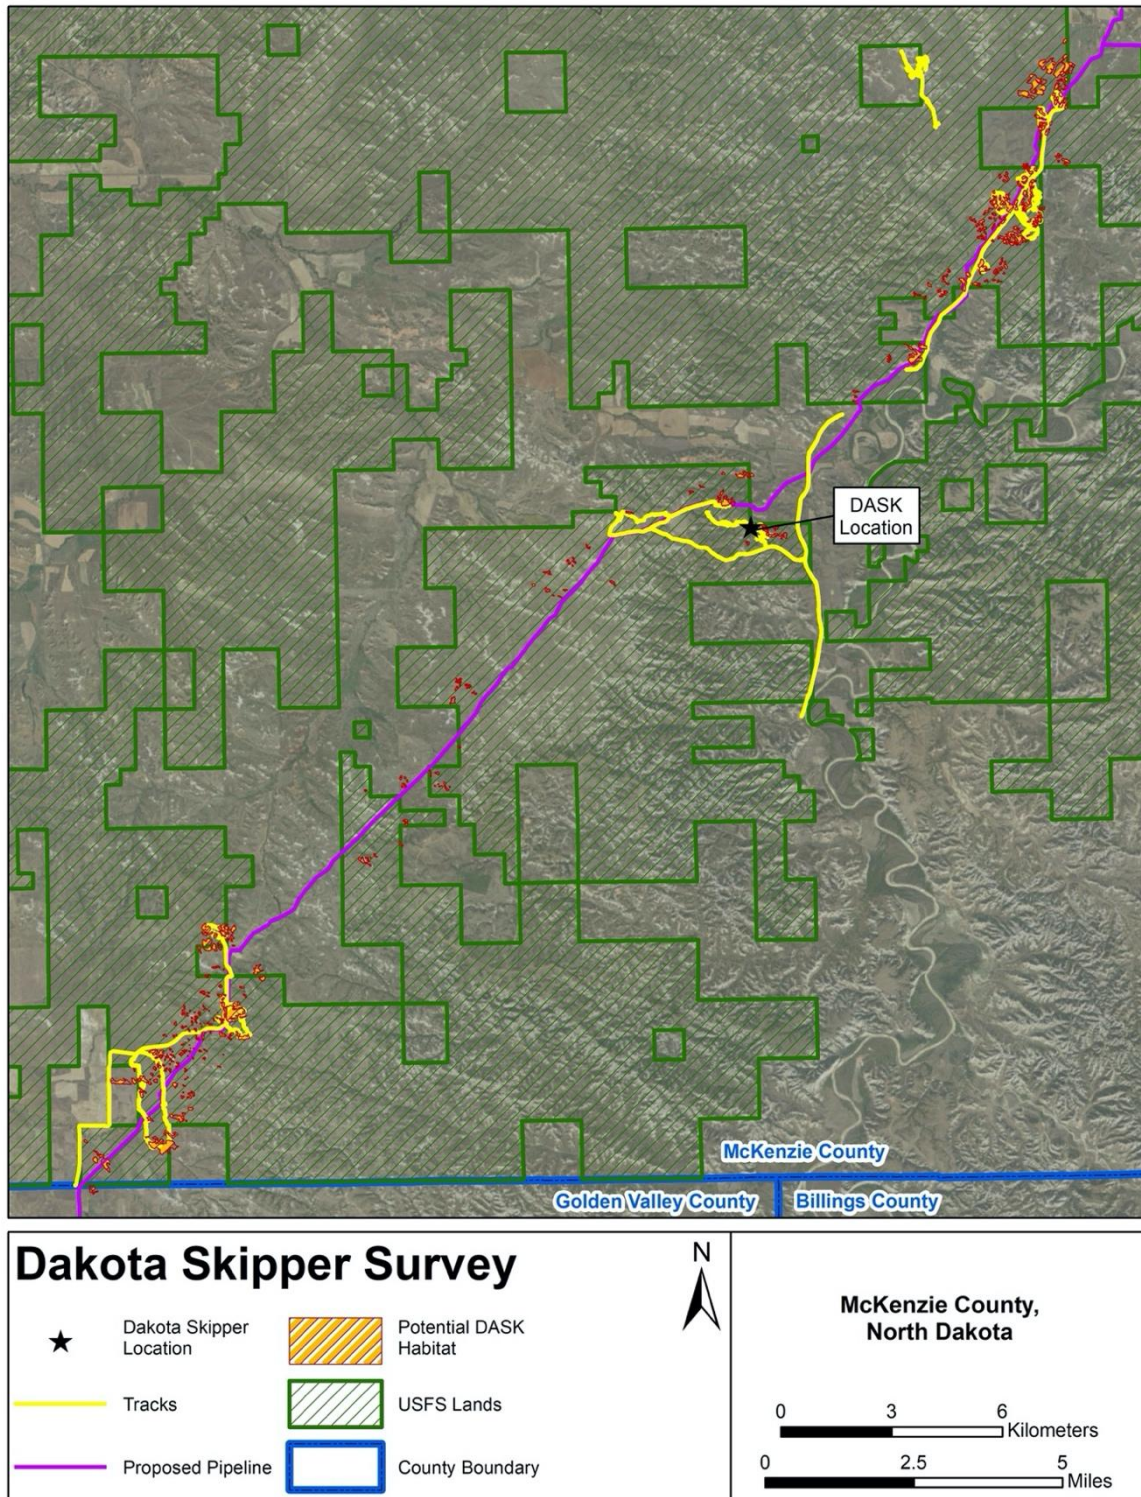 DASK
Location
McKenzie County
Golden Valley County
Billings County
Dakota Skipper Survey
N
Dakota Skipper
Location
Potential DASK
Habitat
Tracks
USFS Lands
Proposed Pipeline
County Boundary
McKenzie County,
North Dakota
0 3 6
Kilometers
0 2.5 5
Miles